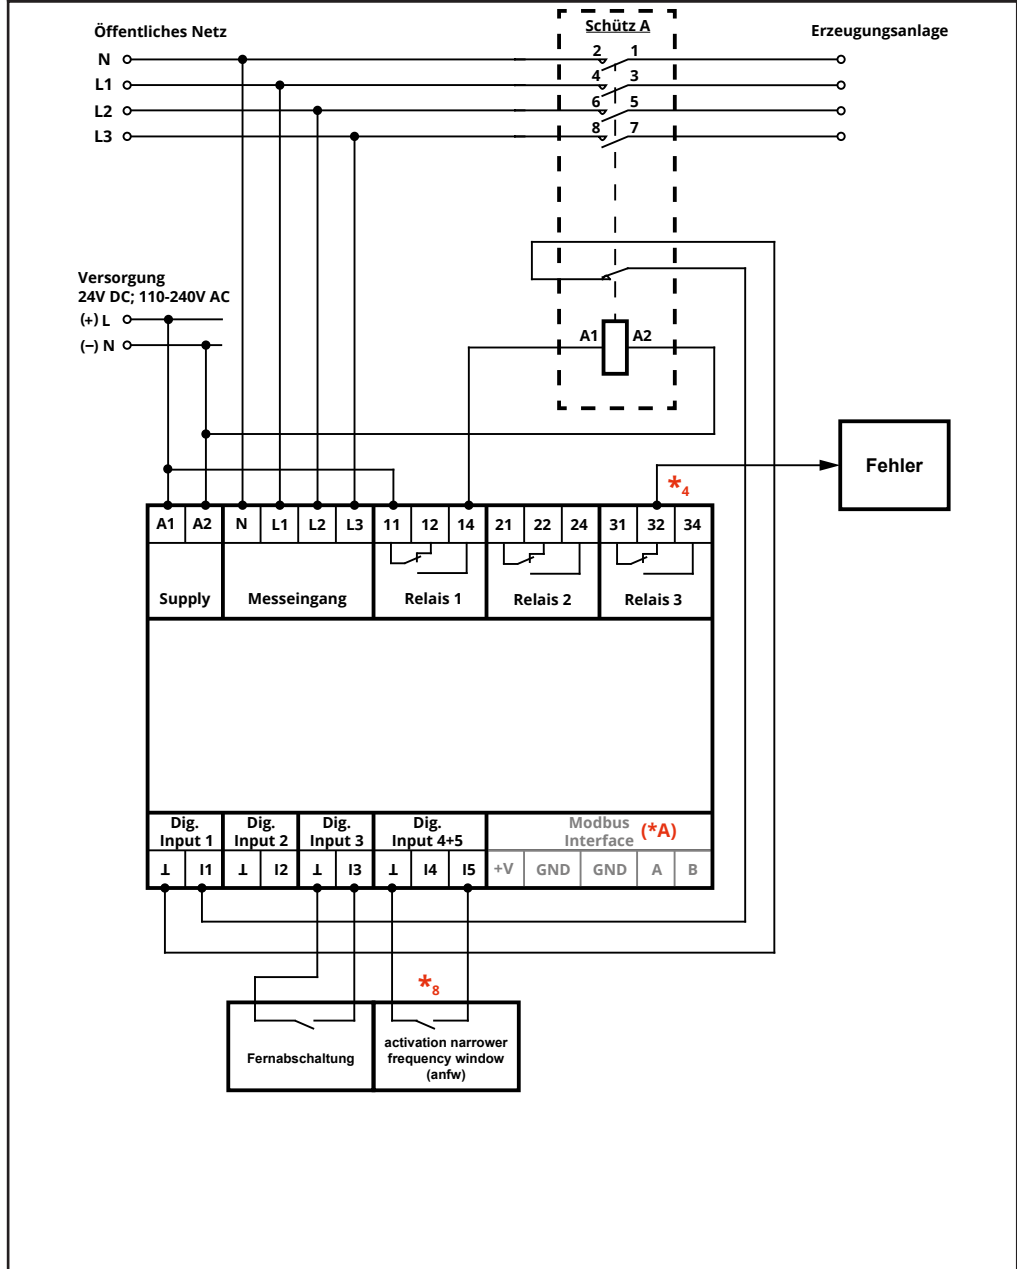 Öffentliches Netz
Schütz A
Erzeugungsanlage
N
2 1
L1
4 3
L2
6 5
L3
8 7
Versorgung
24V DC; 110-240V AC
(+) L
(−) N
A1 A2
Fehler
*4
A1 A2 N L1 L2 L3 11 12 14 21 22 24 31 32 34
Supply Messeingang Relais 1 Relais 2 Relais 3
Dig. Input 1
Dig. Input 2
Dig. Input 3
Dig. Input 4+5
Modbus Interface (*A)
⊥ I1 ⊥ I2 ⊥ I3 ⊥ I4 I5 +V GND GND A B
*8
Fernabschaltung
activation narrower
frequency window
(anfw)